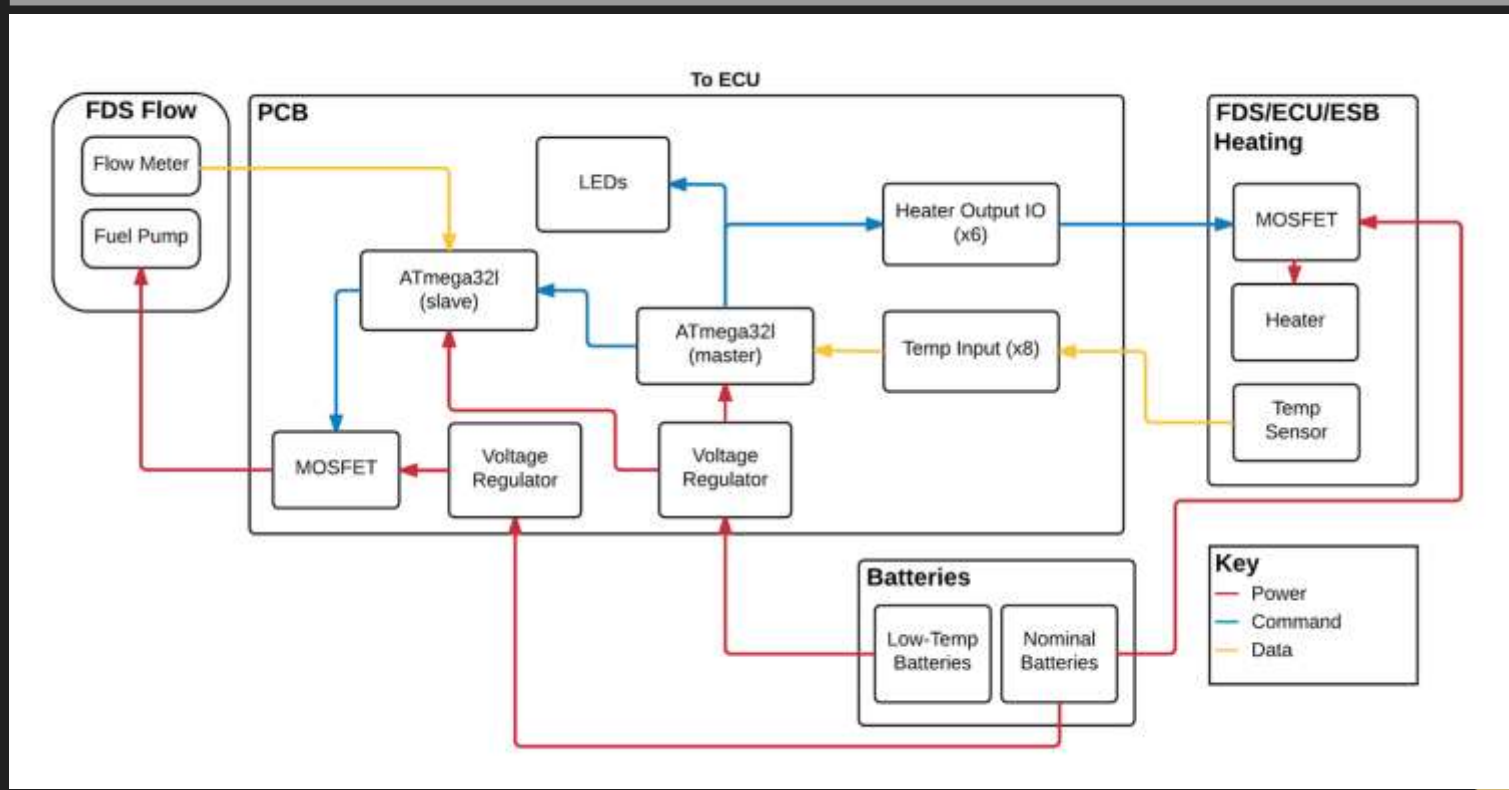 To ECU
FDS Flow
Flow Meter
Fuel Pump
PCB
LEDs
ATmega32l
(slave)
ATmega32l
(master)
Heater Output IO
(x6)
Temp Input (x8)
MOSFET
Voltage
Regulator
Voltage
Regulator
FDS/ECU/ESB
Heating
MOSFET
Heater
Temp
Sensor
Batteries
Low-Temp
Batteries
Nominal
Batteries
Key
Power
Command
Data